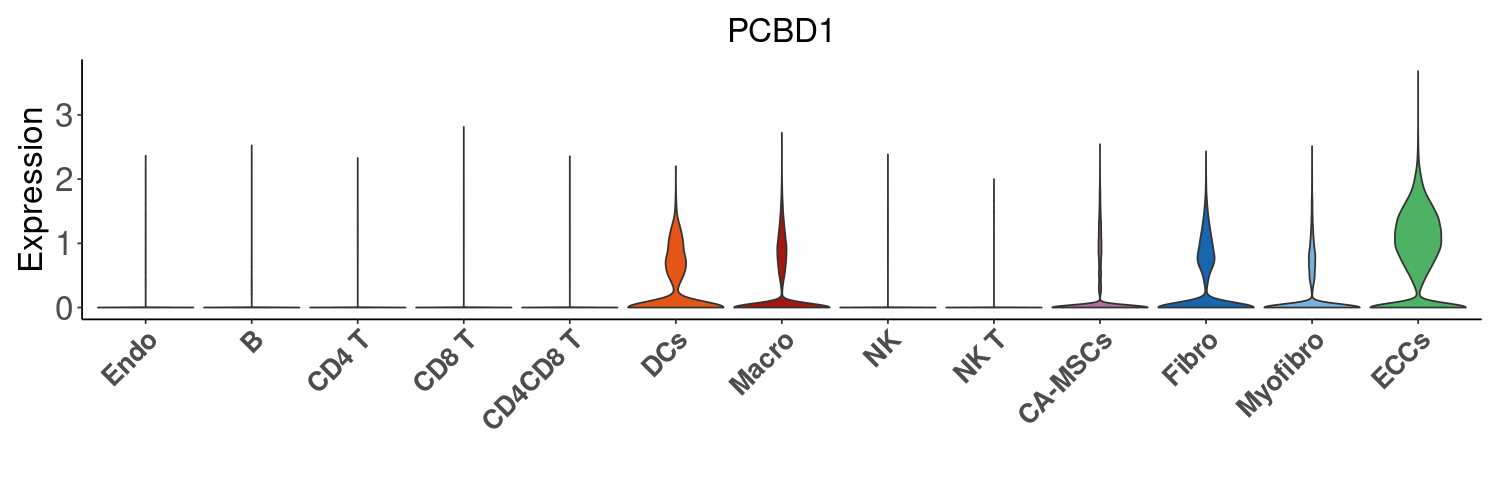 PCBD1
Expression
3
2
1
0
Endo
B
CD4 T
CD8 T
CD4CD8 T
DCs
Macro
NK
NK T
CA-MSCs
Fibro
Myofibro
ECCs